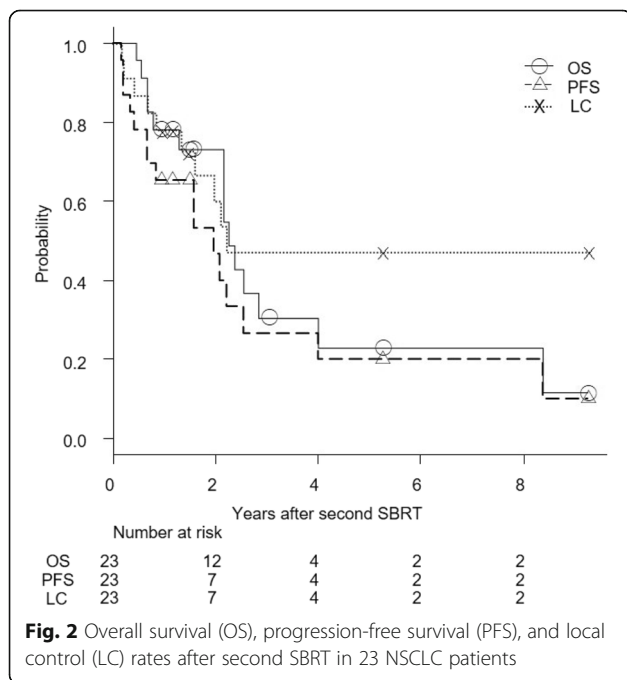 1.0
0.8
0.6
0.4
0.2
0.0
Probability
OS
PFS
LC
0 2 4 6 8
Years after second SBRT
Number at risk
OS 23 12 4 2 2
PFS 23 7 4 2 2
LC 23 7 4 2 2
Fig. 2 Overall survival (OS), progression-free survival (PFS), and local
control (LC) rates after second SBRT in 23 NSCLC patients